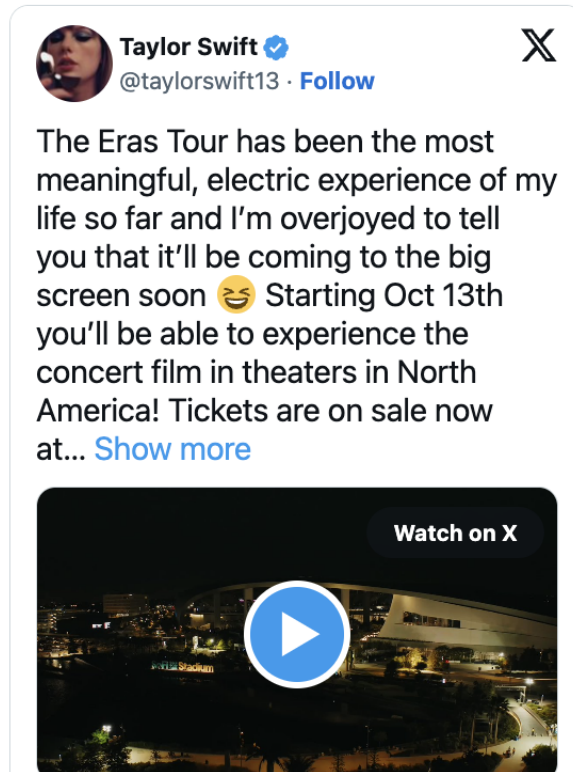 Taylor Swift
@taylorswift13 · Follow
The Eras Tour has been the most
meaningful, electric experience of my
life so far and I’m overjoyed to tell
you that it’ll be coming to the big
screen soon 😆 Starting Oct 13th
you’ll be able to experience the
concert film in theaters in North
America! Tickets are on sale now
at... Show more
Watch on X
Stadium